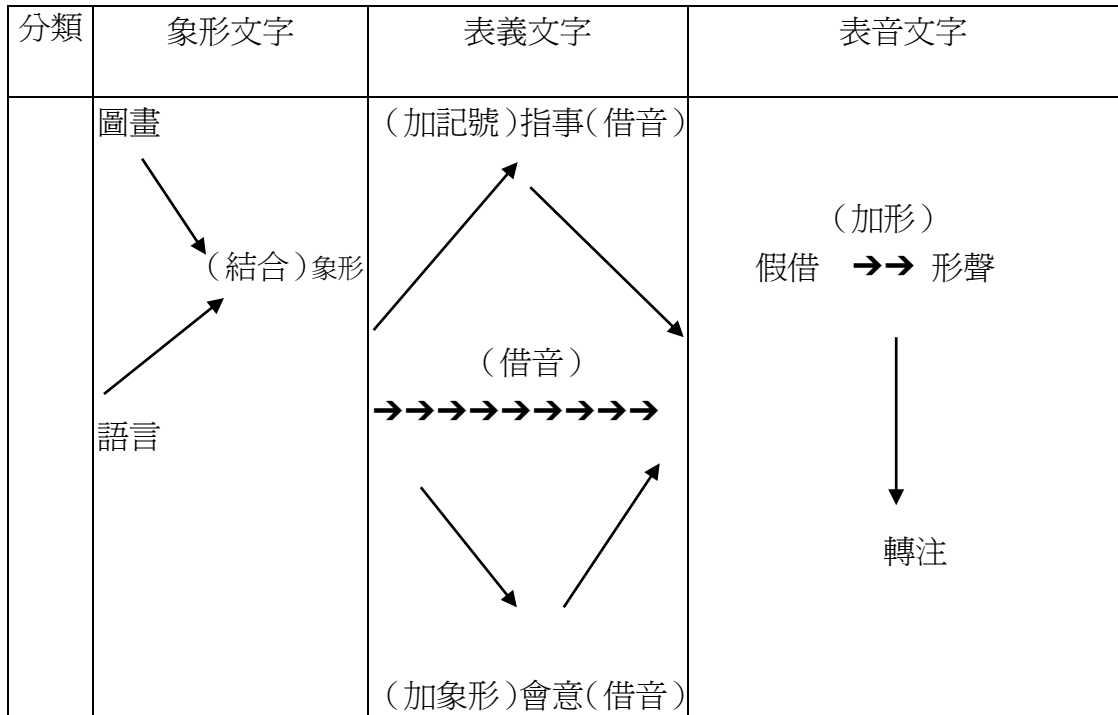 分類 象形文字 表義文字 表音文字
圖畫
(結合)象形
語言
(加記號)指事(借音)
(借音)
➔➔➔➔➔➔➔➔➔
(加象形)會意(借音)
(加形)
假借 ➔➔ 形聲
轉注